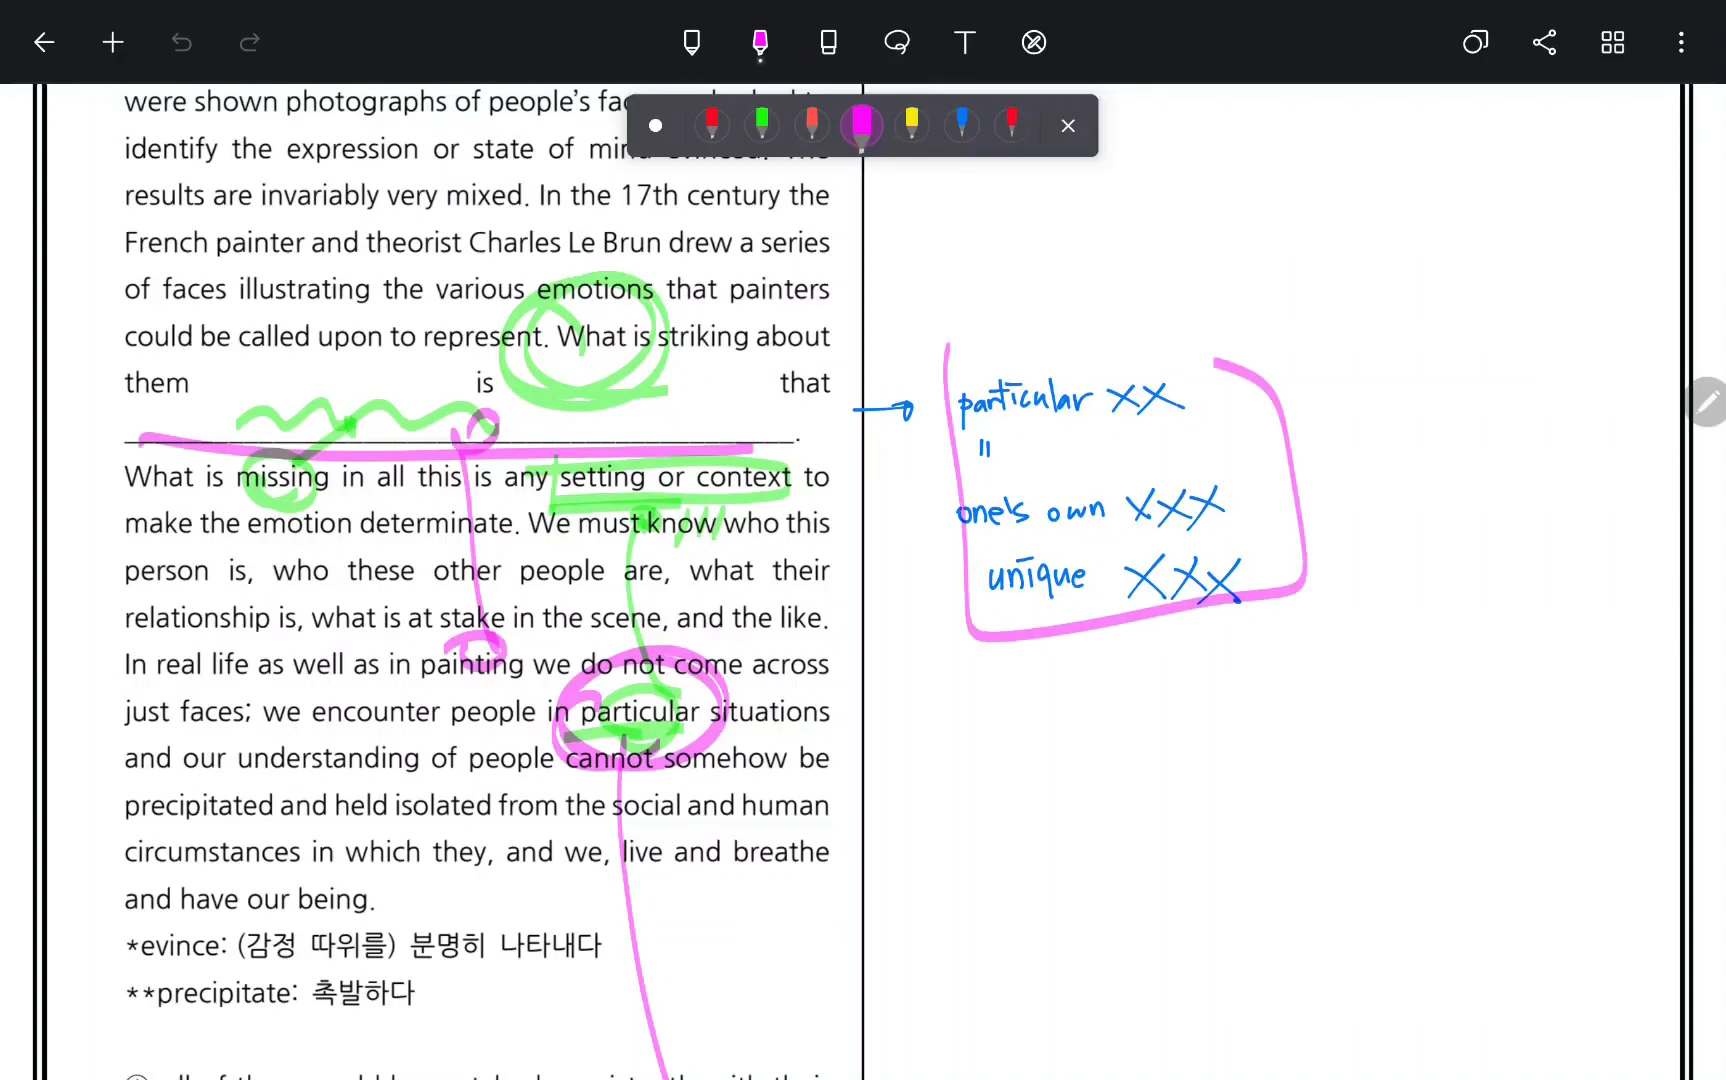 were shown photographs of people's
identify the expression or state of
results are invariably very mixed. In the 17th century the
French painter and theorist Charles Le Brun drew a series
of faces illustrating the various emotions that painters
could be called upon to represent. What is striking about
them is that
____________________________________________.
What is missing in all this is any setting or context to
make the emotion determinate. We must know who this
person is, who these other people are, what their
relationship is, what is at stake in the scene, and the like.
In real life as well as in painting we do not come across
just faces; we encounter people in particular situations
and our understanding of people cannot somehow be
precipitated and held isolated from the social and human
circumstances in which they, and we, live and breathe
and have our being.
*evince: (감정 따위를) 분명히 나타내다
**precipitate: 촉발하다
→ particular XX
"
one's own XXX
unique XXX